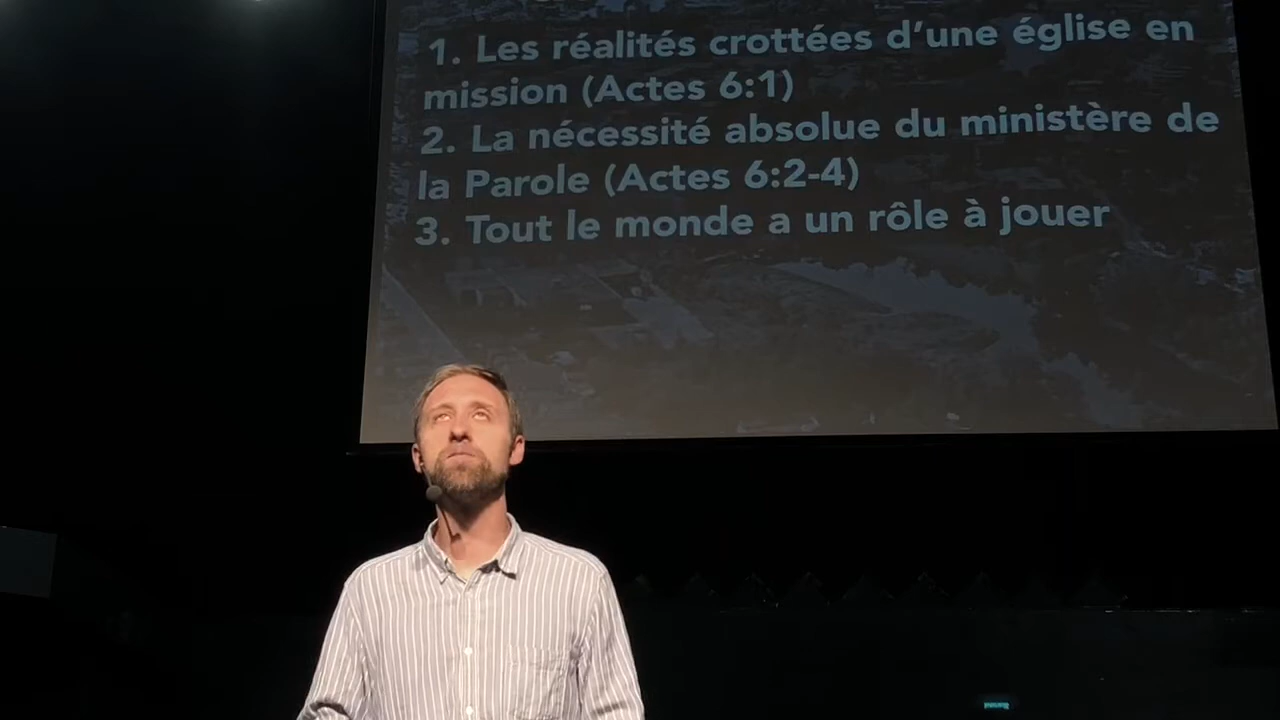 1. Les réalités crottées d’une église en
mission (Actes 6:1)
2. La nécessité absolue du ministère de
la Parole (Actes 6:2-4)
3. Tout le monde a un rôle à jouer